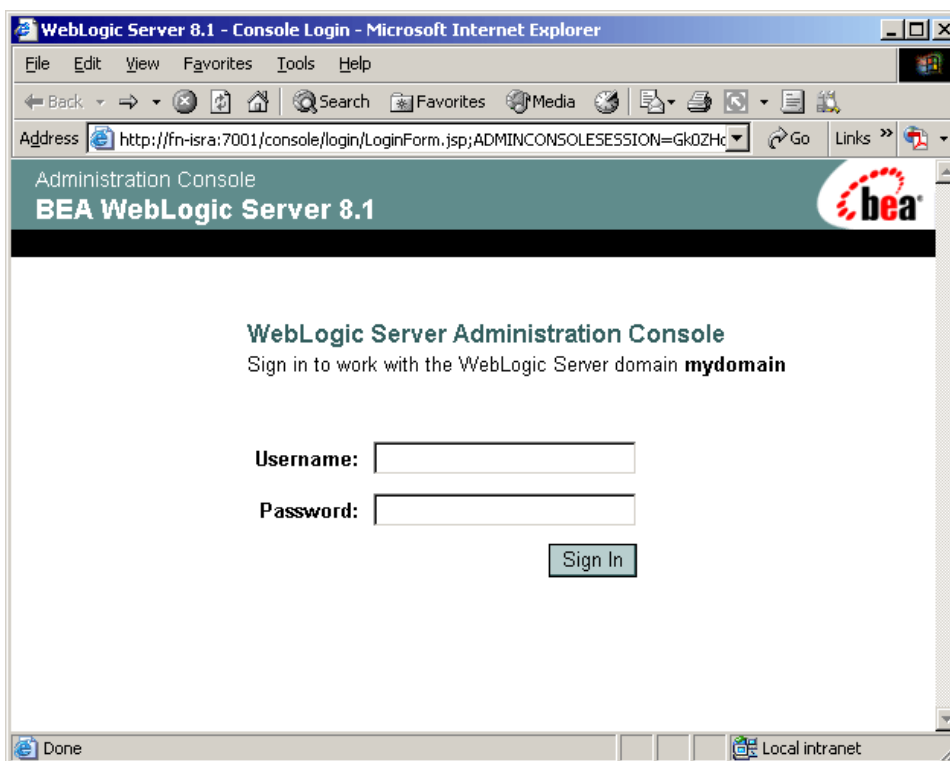 WebLogic Server 8.1 - Console Login - Microsoft Internet Explorer
File Edit View Favorites Tools Help
Back Search Favorites Media
Address http://fn-isra:7001/console/login/LoginForm.jsp;ADMINCONSOLESESSION=Gk0ZHc Go Links »
Administration Console
BEA WebLogic Server 8.1
bea
WebLogic Server Administration Console
Sign in to work with the WebLogic Server domain mydomain
Username:
Password:
Sign In
Done Local intranet